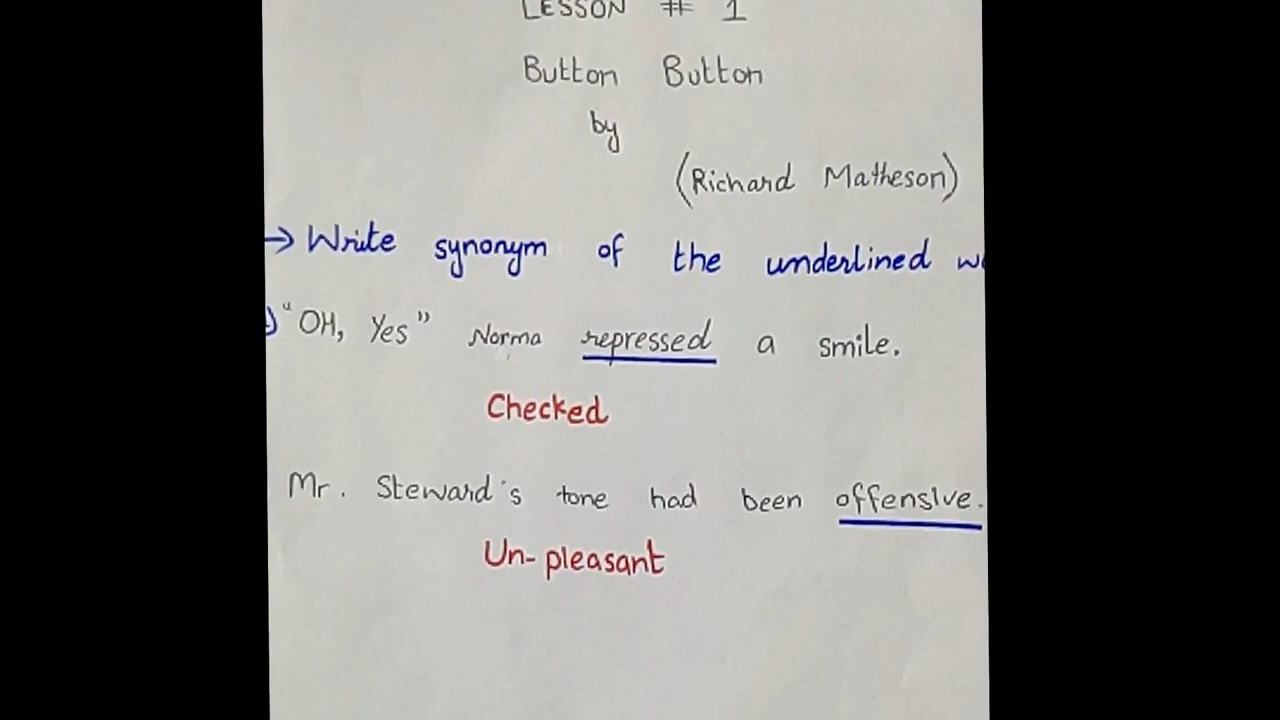 LESSON # 1
Button Button
by
(Richard Matheson)
→ Write synonym of the underlined
"OH, Yes" Norma repressed a smile.
Checked
Mr. Steward's tone had been offensive.
Un-pleasant